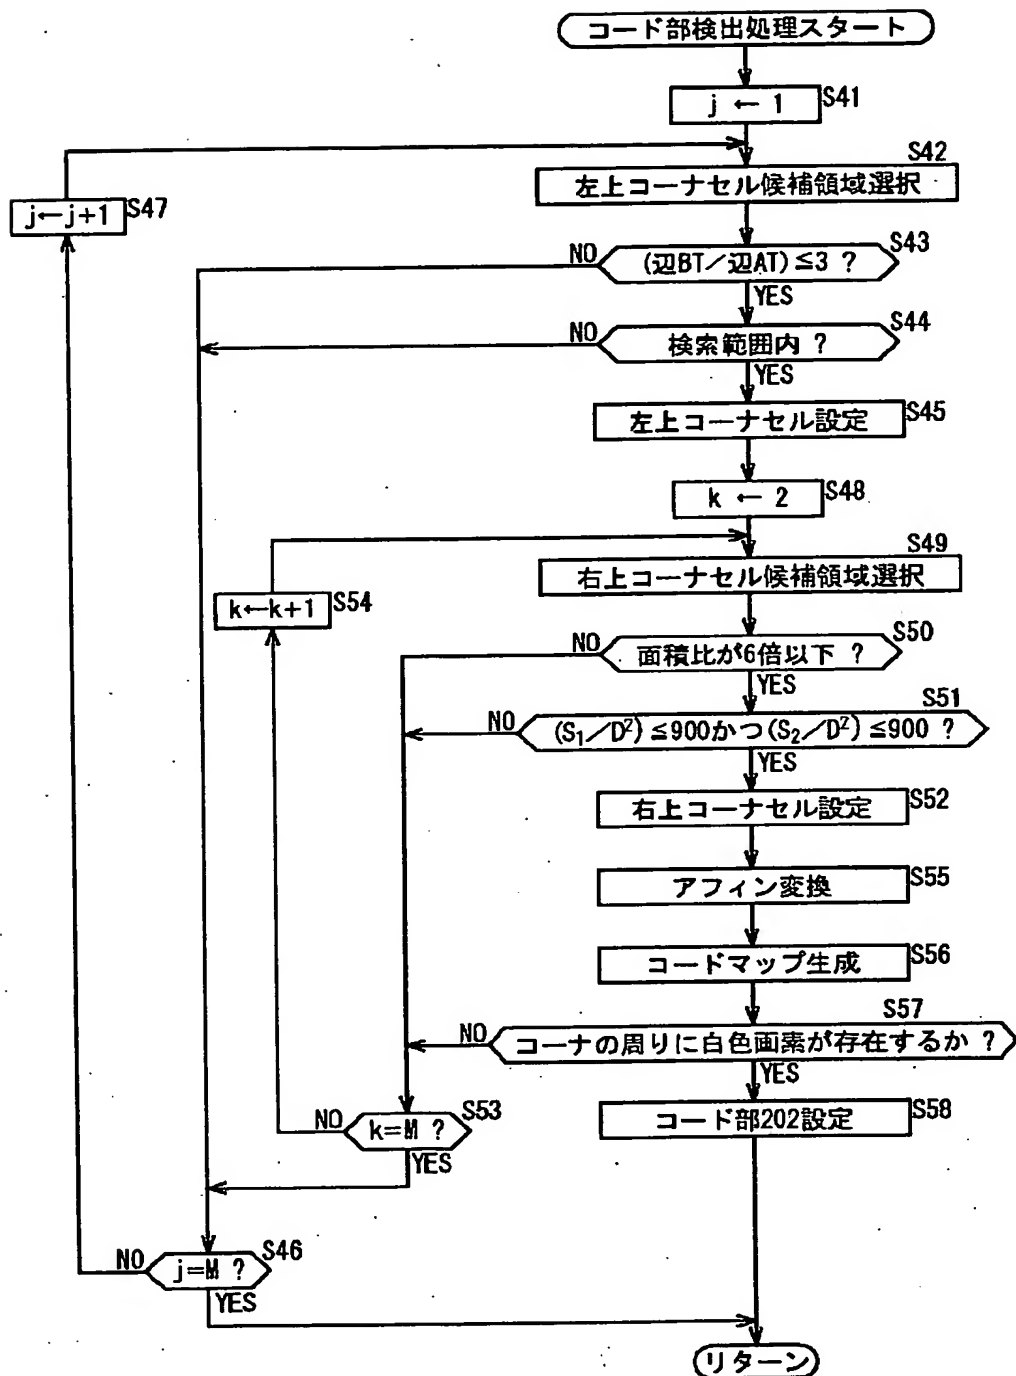 コード部検出処理スタート
j ← 1
S41
S42
左上コーナセル候補領域選択
j←j+1
S47
S43
NO
(辺BT/辺AT)≦3 ?
YES
S44
NO
検索範囲内 ?
YES
左上コーナセル設定
S45
k ← 2
S48
S49
右上コーナセル候補領域選択
k←k+1
S54
S50
NO
面積比が6倍以下 ?
YES
S51
NO
(S₁/D²)≦900かつ(S₂/D²)≦900 ?
YES
右上コーナセル設定
S52
アフィン変換
S55
コードマップ生成
S56
S57
NO
コーナの周りに白色画素が存在するか ?
YES
NO
k=M ?
S53
YES
コード部202設定
S58
NO
j=M ?
S46
YES
リターン